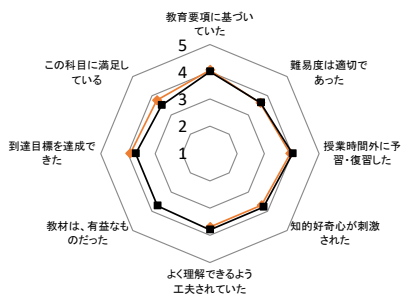 教育要項に基づい
ていた
難易度は適切で
あった
授業時間外に予
習・復習した
知的好奇心が刺激
された
よく理解できるよう
工夫されていた
教材は、有益なも
のだった
到達目標を達成で
きた
この科目に満足し
ている
5
4
3
2
1